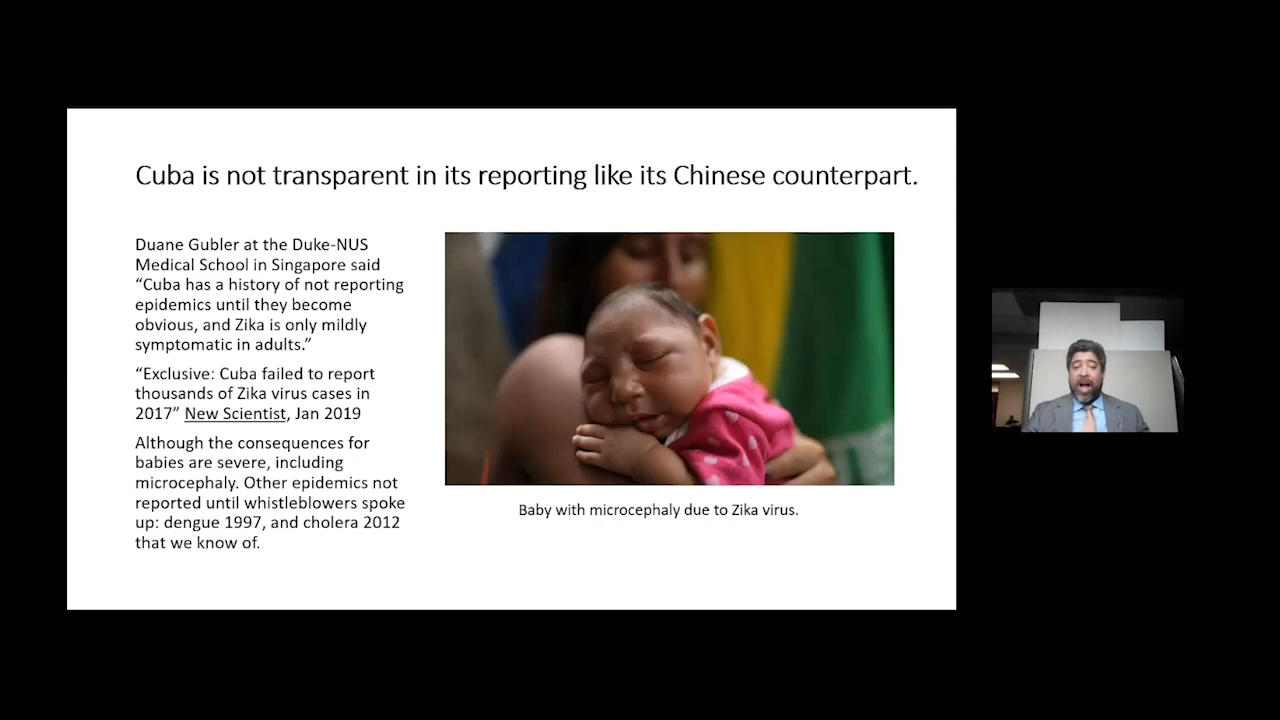 Cuba is not transparent in its reporting like its Chinese counterpart.
Duane Gubler at the Duke-NUS
Medical School in Singapore said
“Cuba has a history of not reporting
epidemics until they become
obvious, and Zika is only mildly
symptomatic in adults.”
“Exclusive: Cuba failed to report
thousands of Zika virus cases in
2017” New Scientist, Jan 2019
Although the consequences for
babies are severe, including
microcephaly. Other epidemics not
reported until whistleblowers spoke
up: dengue 1997, and cholera 2012
that we know of.
Baby with microcephaly due to Zika virus.